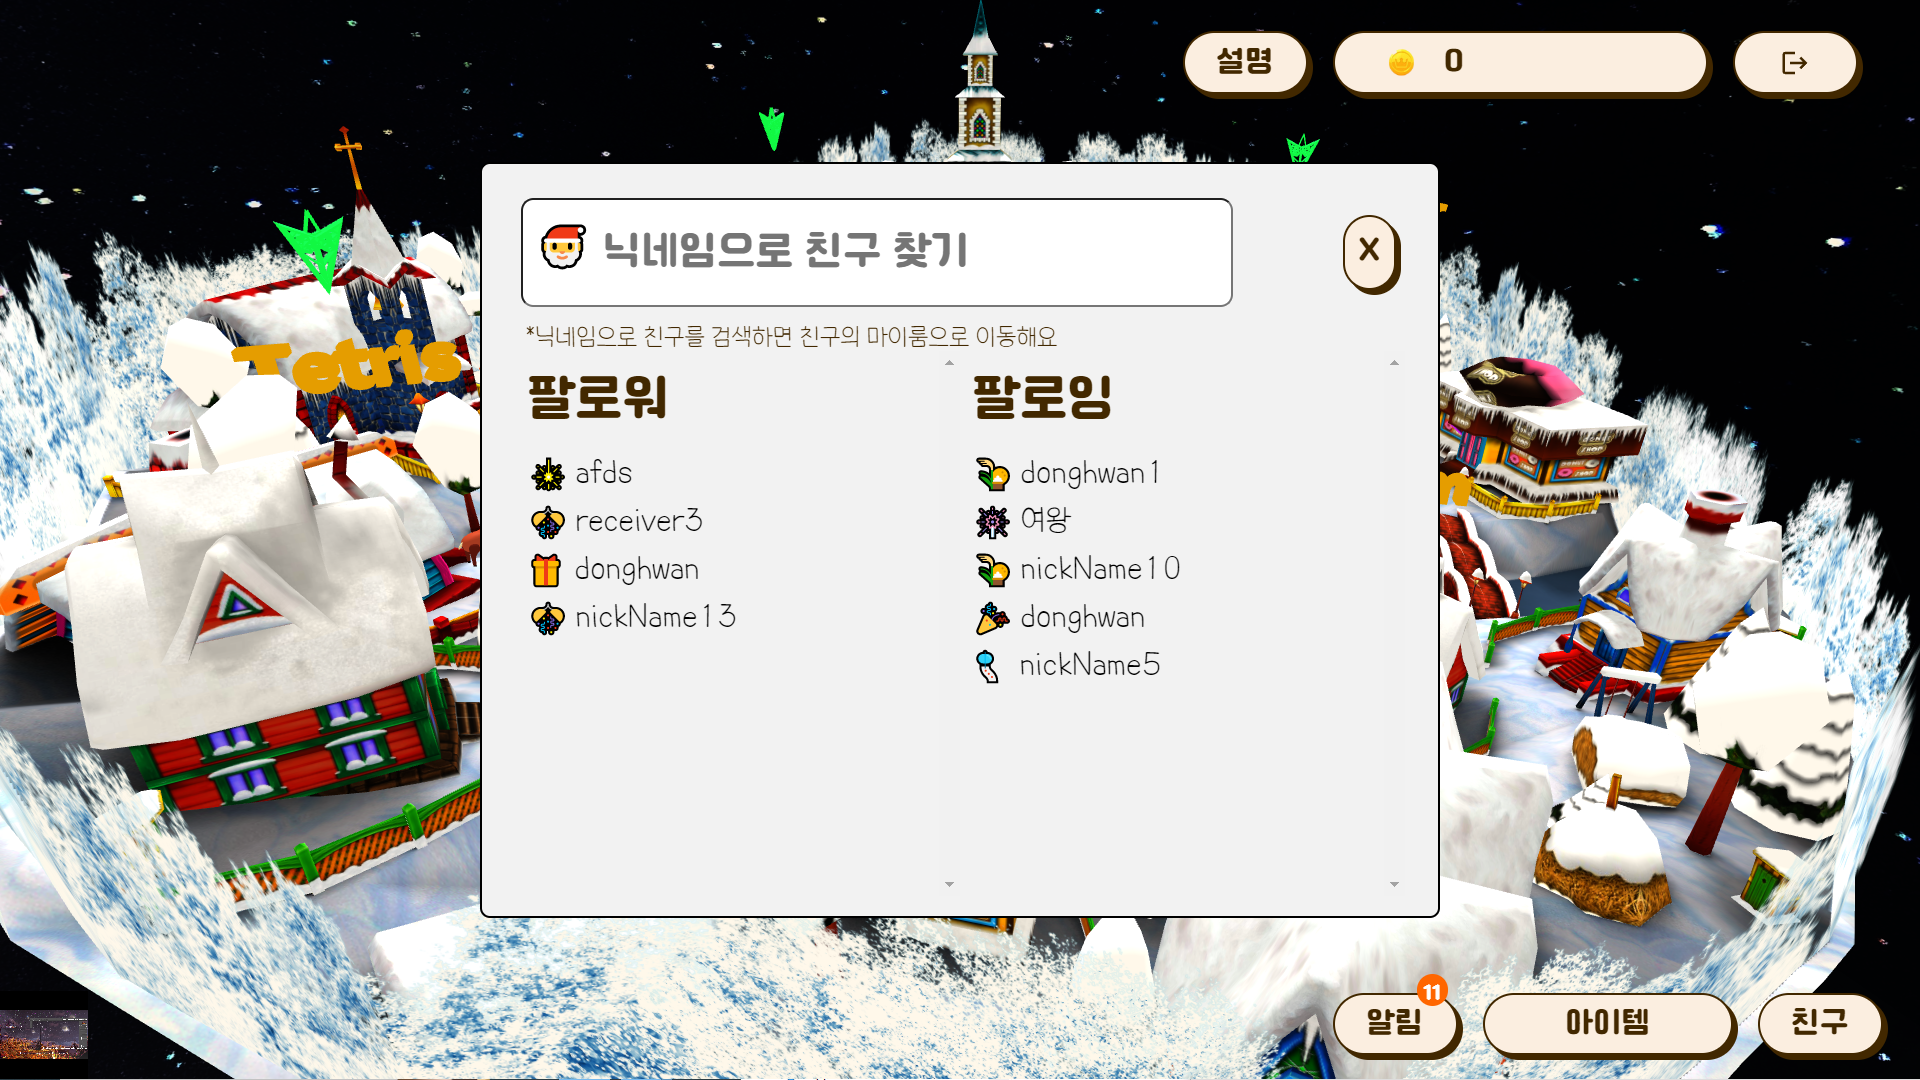 설명
0
닉네임으로 친구 찾기
X
*닉네임으로 친구를 검색하면 친구의 마이룸으로 이동해요
팔로워
팔로잉
afds
receiver3
donghwan
nickName13
donghwan1
여왕
nickName10
donghwan
nickName5
Tetris
11
알림
아이템
친구